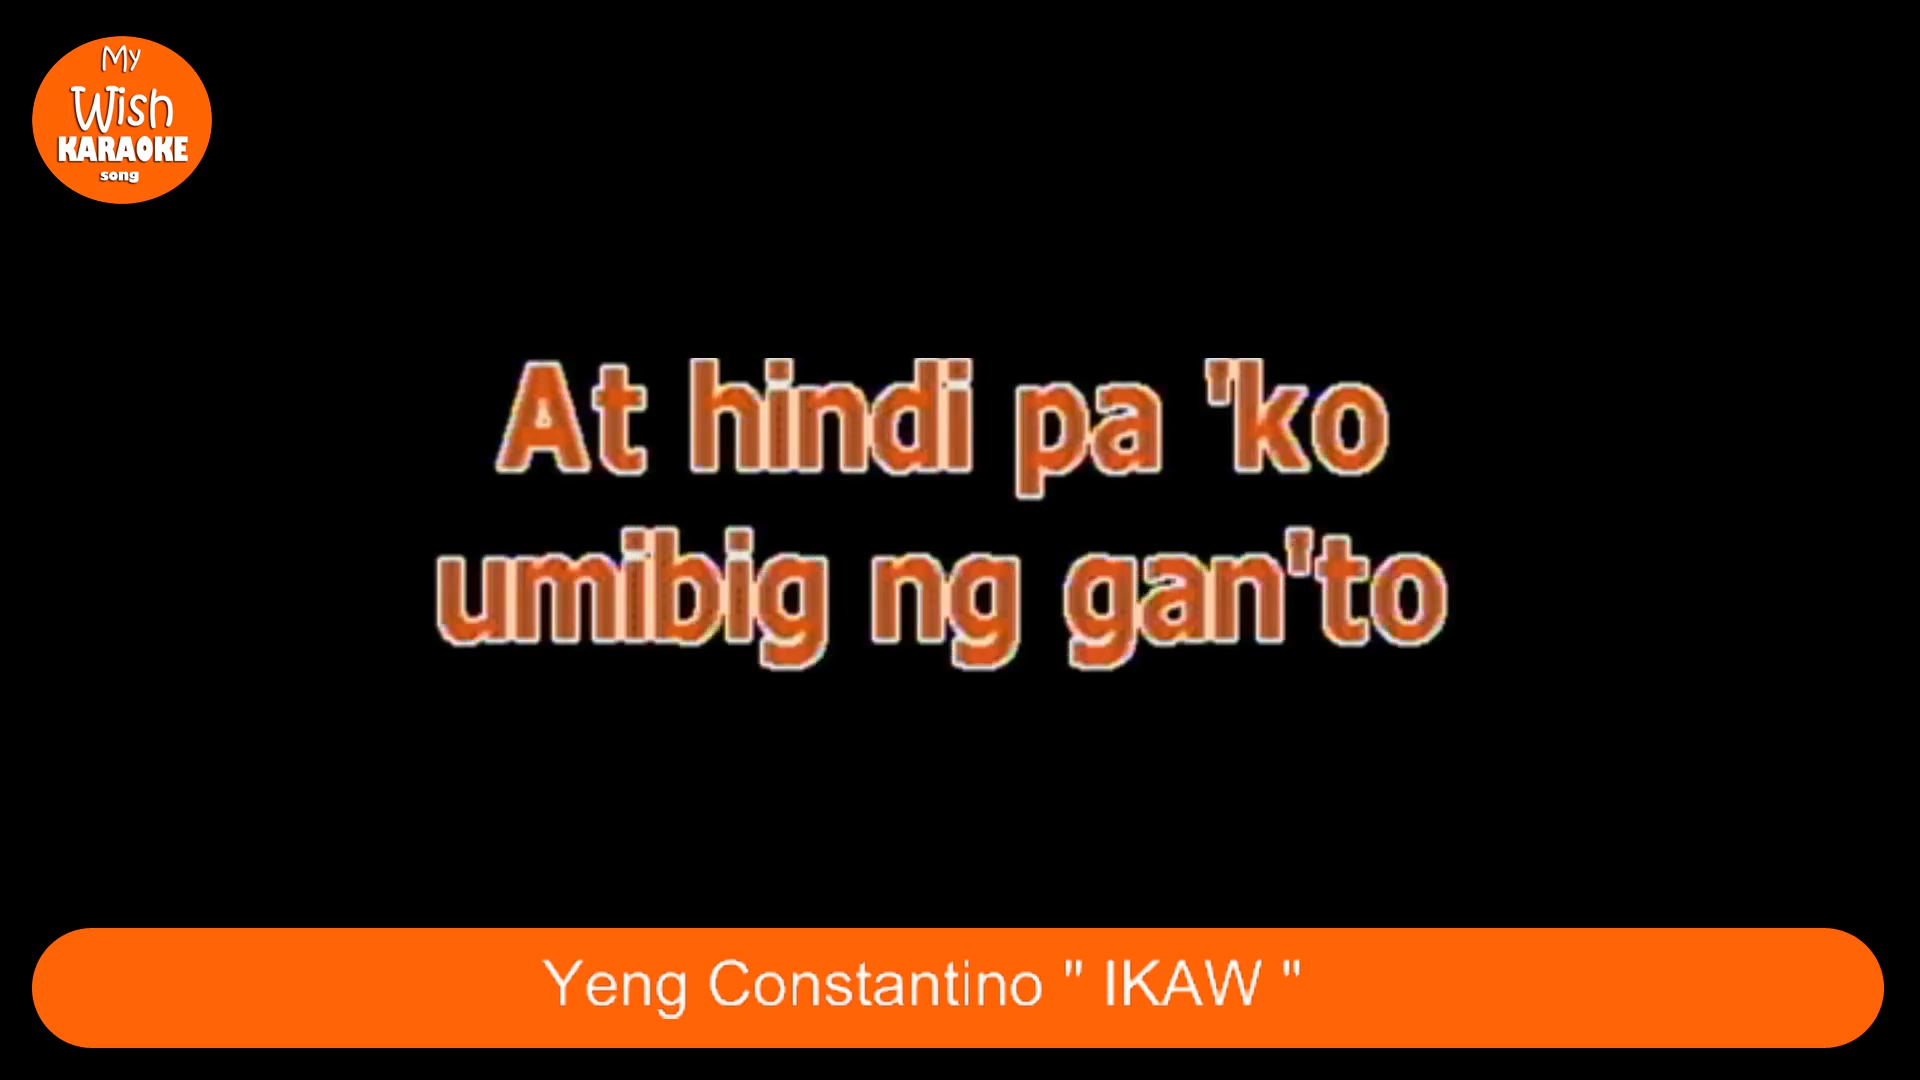 My
Wish
KARAOKE
song
At hindi pa 'ko
umibig ng gan'to
Yeng Constantino " IKAW "